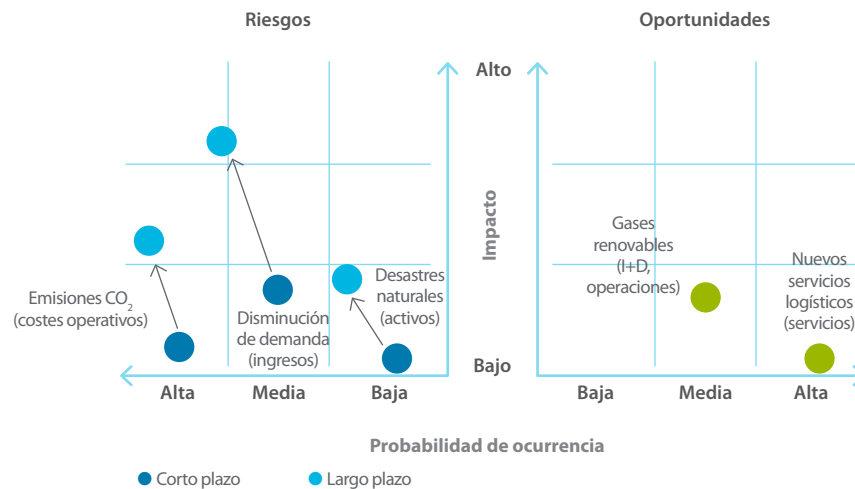 Riesgos
Oportunidades
Alto
Impacto
Bajo
Emisiones CO2
(costes operativos)
Disminución
de demanda
(ingresos)
Desastres
naturales
(activos)
Gases
renovables
(I+D,
operaciones)
Nuevos
servicios
logísticos
(servicios)
Alta
Media
Baja
Baja
Media
Alta
Probabilidad de ocurrencia
Corto plazo
Largo plazo